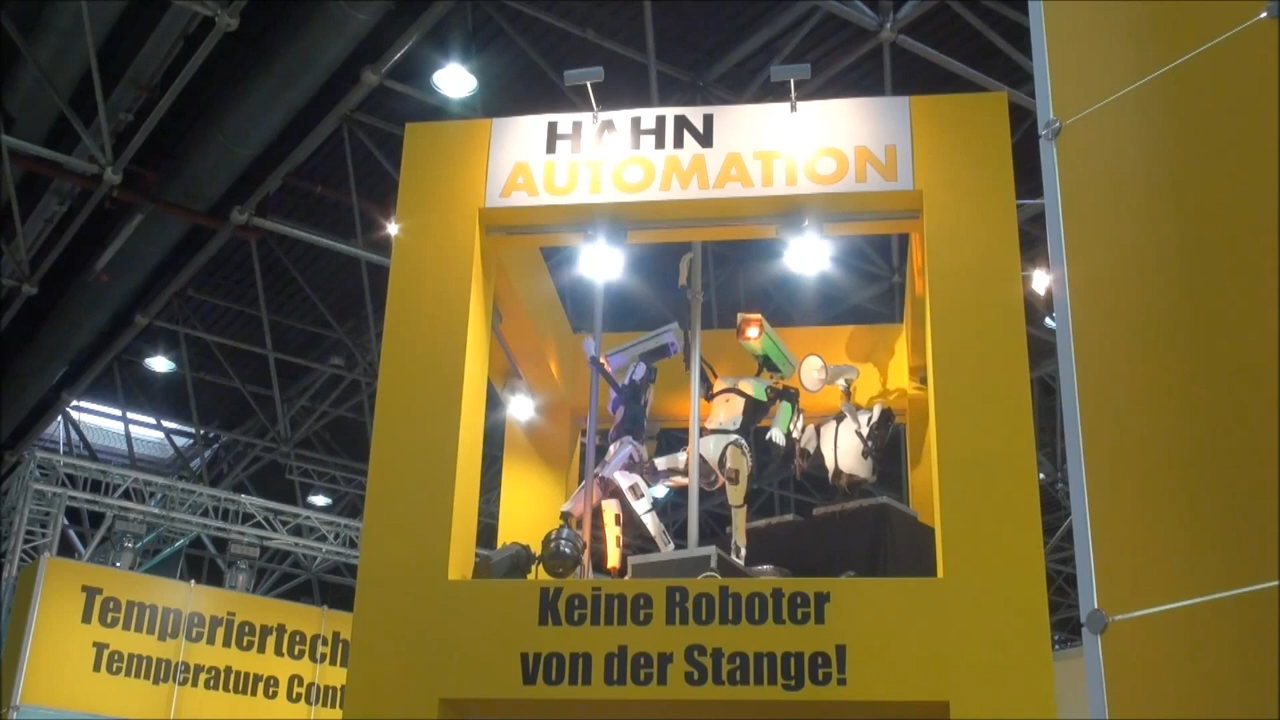 HAHN
AUTOMATION
Keine Roboter
von der Stange!
Temperiertech
Temperature Cont